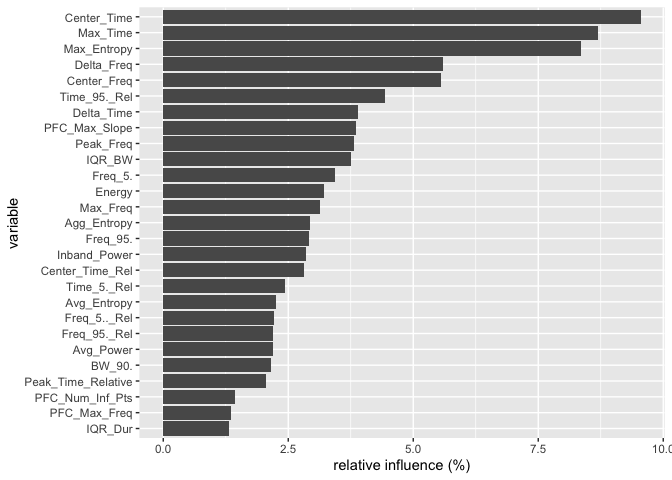 Center_Time
Max_Time
Max_Entropy
Delta_Freq
Center_Freq
Time_95._Rel
Delta_Time
PFC_Max_Slope
Peak_Freq
IQR_BW
Freq_5.
Energy
Max_Freq
Agg_Entropy
Freq_95.
Inband_Power
Center_Time_Rel
Time_5._Rel
Avg_Entropy
Freq_5.._Rel
Freq_95._Rel
Avg_Power
BW_90.
Peak_Time_Relative
PFC_Num_Inf_Pts
PFC_Max_Freq
IQR_Dur
variable
0.0 2.5 5.0 7.5 10.0
relative influence (%)